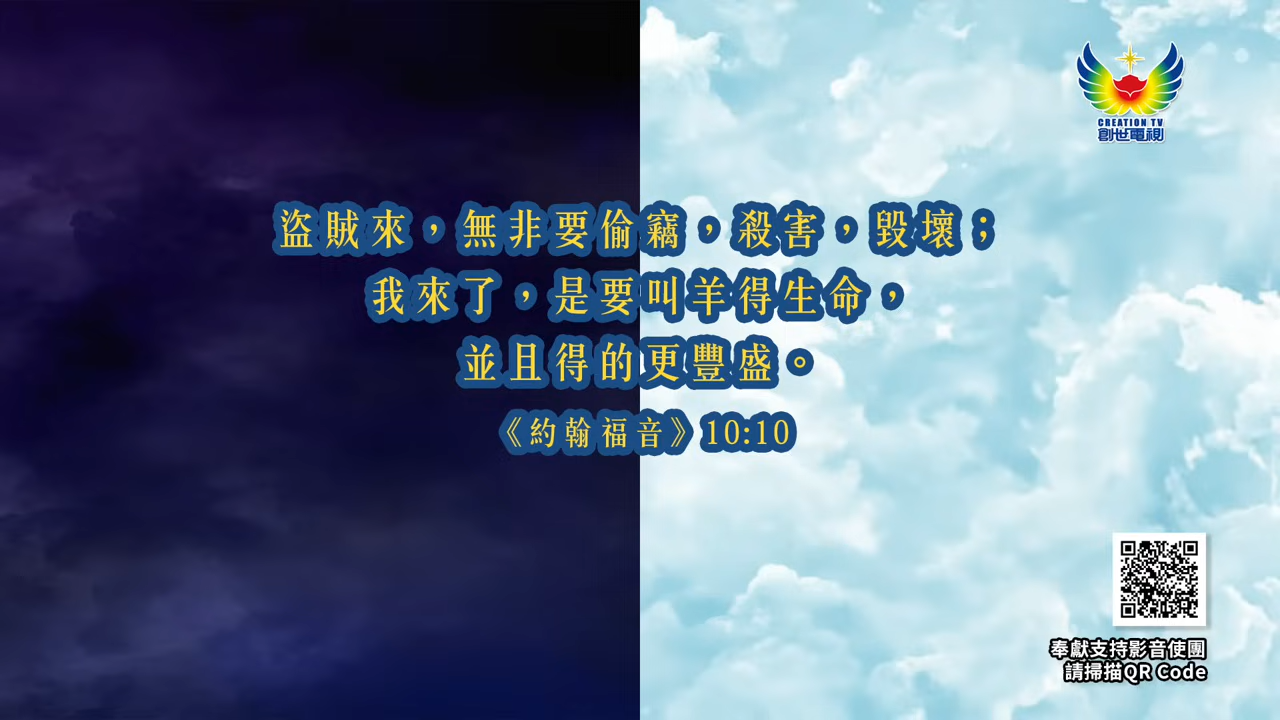 CREATION TV
創世電視
盜賊來，無非要偷竊，殺害，毀壞；
我來了，是要叫羊得生命，
並且得的更豐盛。
《約翰福音》10:10
奉獻支持影音使團
請掃描QR Code